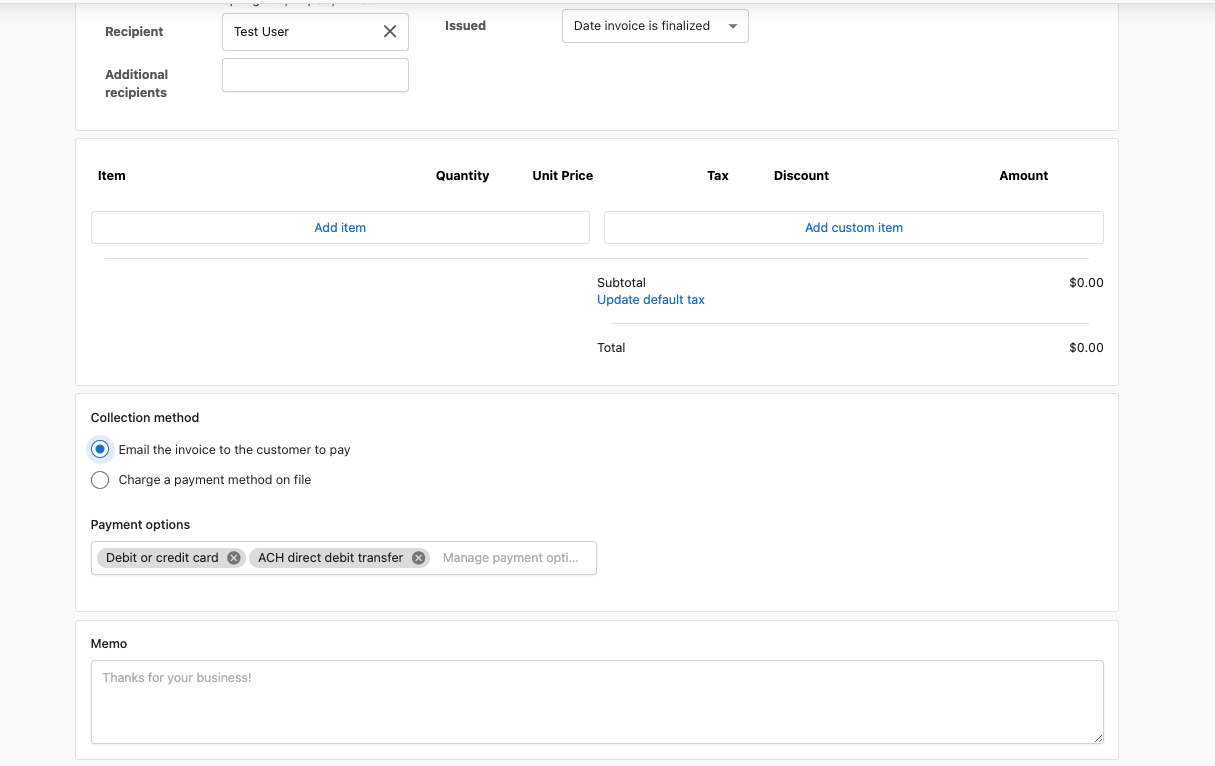 Recipient
Test User
Issued
Date invoice is finalized
Additional
recipients
Item Quantity Unit Price Tax Discount Amount
Add item
Add custom item
Subtotal $0.00
Update default tax
Total $0.00
Collection method
Email the invoice to the customer to pay
Charge a payment method on file
Payment options
Debit or credit card ACH direct debit transfer Manage payment opti...
Memo
Thanks for your business!